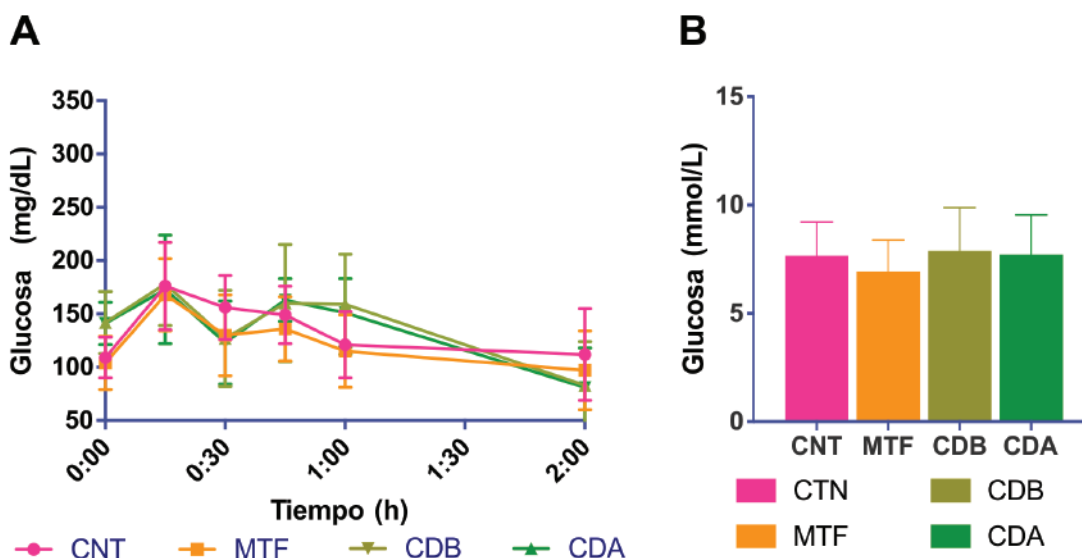 A
Glucosa (mg/dL)
350
300
250
200
150
100
50
0:00
0:30
1:00
1:30
2:00
Tiempo (h)
CNT
MTF
CDB
CDA
B
Glucosa (mmol/L)
15
10
5
0
CNT
MTF
CDB
CDA
CTN
CDB
MTF
CDA